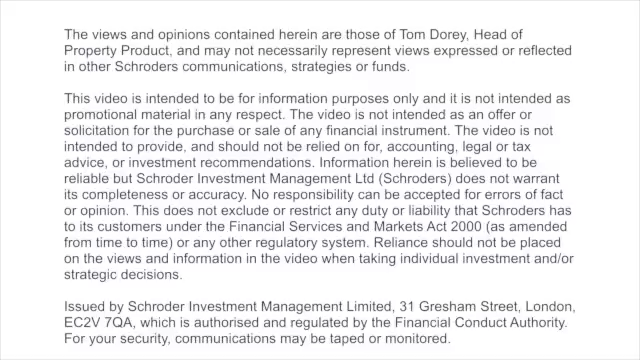 The views and opinions contained herein are those of Tom Dorey, Head of
Property Product, and may not necessarily represent views expressed or reflected
in other Schroders communications, strategies or funds.
This video is intended to be for information purposes only and it is not intended as
promotional material in any respect. The video is not intended as an offer or
solicitation for the purchase or sale of any financial instrument. The video is not
intended to provide, and should not be relied on for, accounting, legal or tax
advice, or investment recommendations. Information herein is believed to be
reliable but Schroder Investment Management Ltd (Schroders) does not warrant
its completeness or accuracy. No responsibility can be accepted for errors of fact
or opinion. This does not exclude or restrict any duty or liability that Schroders has
to its customers under the Financial Services and Markets Act 2000 (as amended
from time to time) or any other regulatory system. Reliance should not be placed
on the views and information in the video when taking individual investment and/or
strategic decisions.
Issued by Schroder Investment Management Limited, 31 Gresham Street, London,
EC2V 7QA, which is authorised and regulated by the Financial Conduct Authority.
For your security, communications may be taped or monitored.